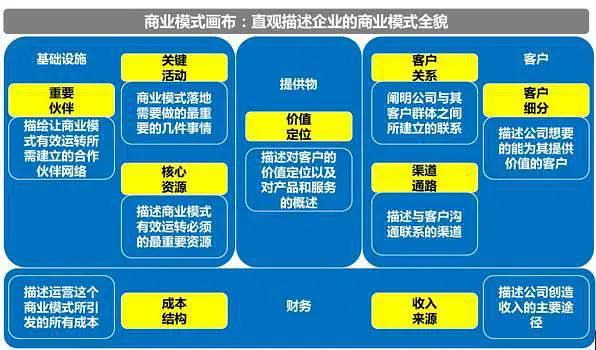 商业模式画布：直观描述企业的商业模式全貌
基础设施
重要
伙伴
描绘让商业模
式有效运转所
需建立的合作
伙伴网络
关键
活动
商业模式落地
需要做的最重
要的几件事情
核心
资源
描述商业模式
有效运转必须
的最重要资源
提供物
价值
定位
描述对客户的
价值定位以及
对产品和服务
的概述
客户
关系
阐明公司与其
客户群体之间
所建立的联系
渠道
通路
描述与客户沟
通联系的渠道
客户
客户
细分
描述公司想要
的能为其提供
价值的客户
描述运营这个
商业模式所引
发的所有成本
成本
结构
财务
收入
来源
描述公司创造
收入的主要途
径